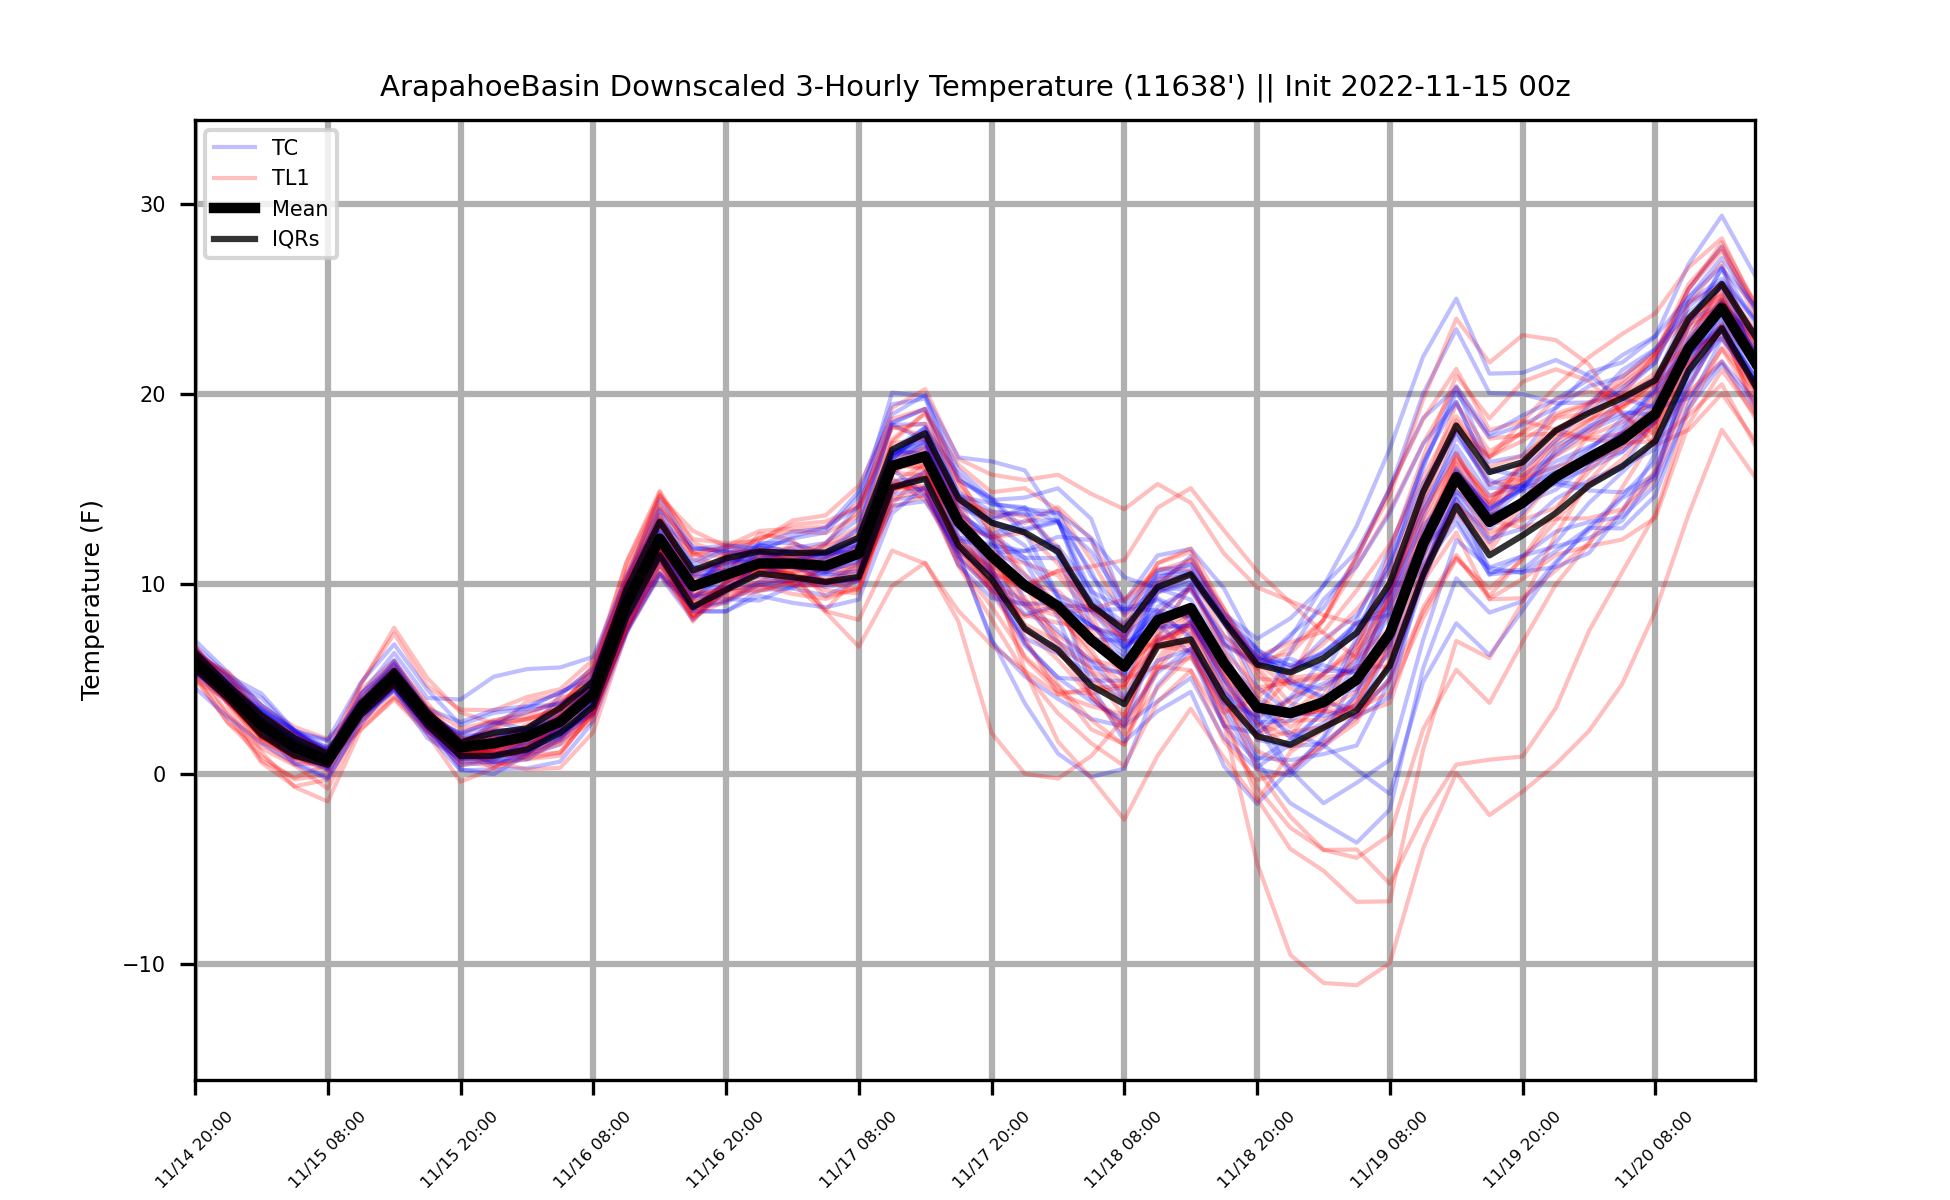 ArapahoeBasin Downscaled 3-Hourly Temperature (11638') || Init 2022-11-15 00z
TC
TL1
Mean
IQRs
Temperature (F)
30
20
10
0
−10
11/14 20:00
11/15 08:00
11/15 20:00
11/16 08:00
11/16 20:00
11/17 08:00
11/17 20:00
11/18 08:00
11/18 20:00
11/19 08:00
11/19 20:00
11/20 08:00